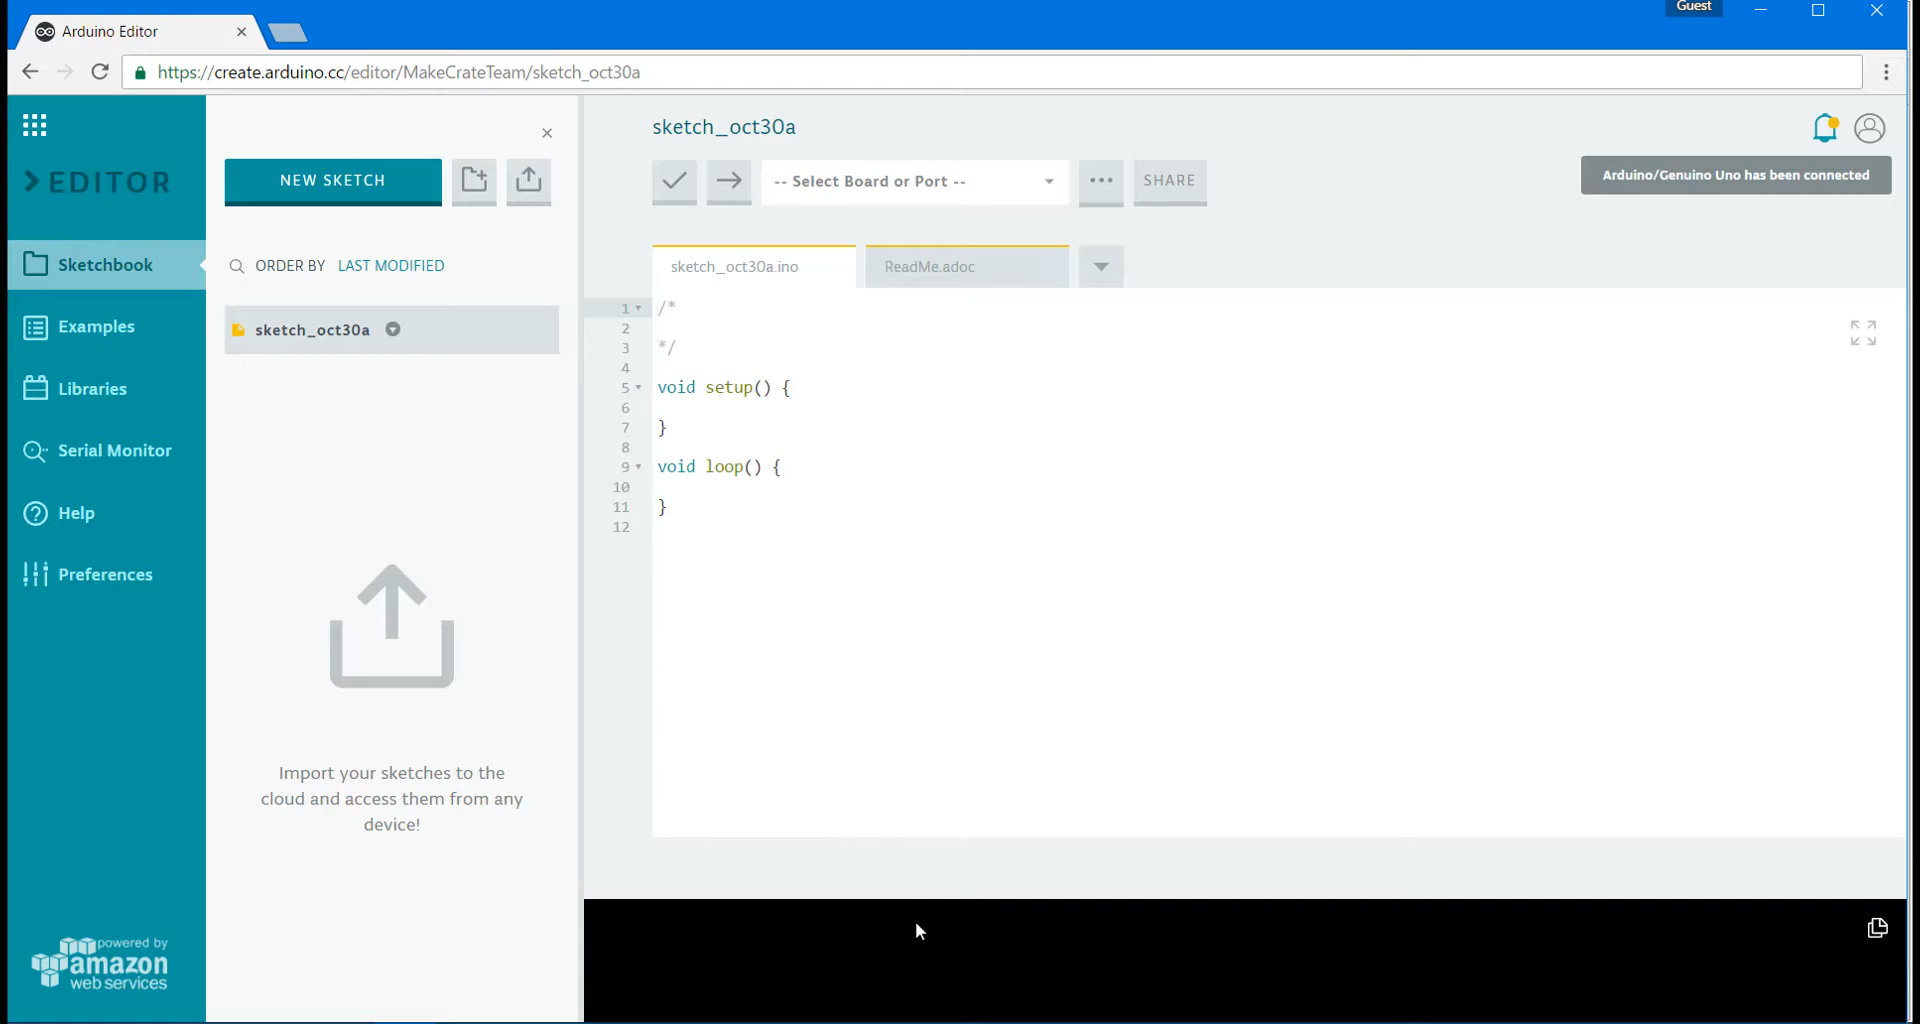 Guest
Arduino Editor
https://create.arduino.cc/editor/MakeCrateTeam/sketch_oct30a
EDITOR
Sketchbook
Examples
Libraries
Serial Monitor
Help
Preferences
powered by
amazon
web services
NEW SKETCH
ORDER BY LAST MODIFIED
sketch_oct30a
Import your sketches to the
cloud and access them from any
device!
sketch_oct30a
-- Select Board or Port --
SHARE
Arduino/Genuino Uno has been connected
sketch_oct30a.ino
ReadMe.adoc
1 /*
2
3 */
4
5 void setup() {
6
7 }
8
9 void loop() {
10
11 }
12